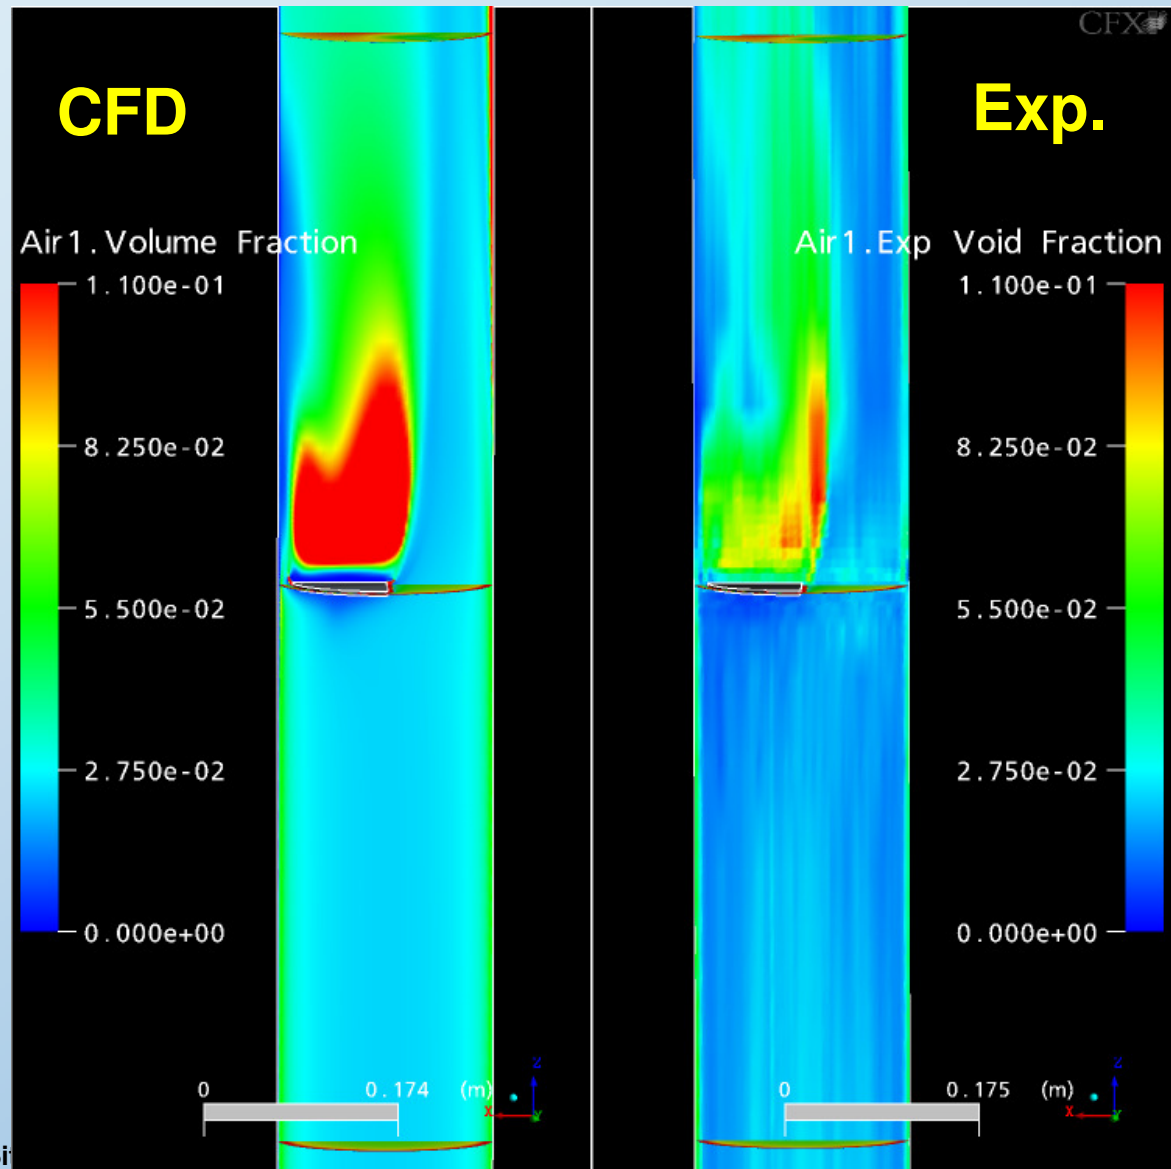 CFX
CFD
Exp.
Air1.Volume Fraction
Air1.Exp Void Fraction
1.100e-01
8.250e-02
5.500e-02
2.750e-02
0.000e+00
1.100e-01
8.250e-02
5.500e-02
2.750e-02
0.000e+00
0 0.174 (m)
Z
X
Y
0 0.175 (m)
Z
X
Y